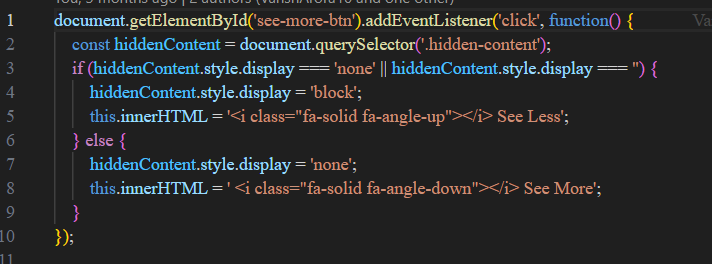 You, 5 months ago | 2 authors (VanshArora10 and one other)
1 document.getElementById('see-more-btn').addEventListener('click', function() {
2 const hiddenContent = document.querySelector('.hidden-content');
3 if (hiddenContent.style.display === 'none' || hiddenContent.style.display === '') {
4 hiddenContent.style.display = 'block';
5 this.innerHTML = '<i class="fa-solid fa-angle-up"></i> See Less';
6 } else {
7 hiddenContent.style.display = 'none';
8 this.innerHTML = ' <i class="fa-solid fa-angle-down"></i> See More';
9 }
10 });
11